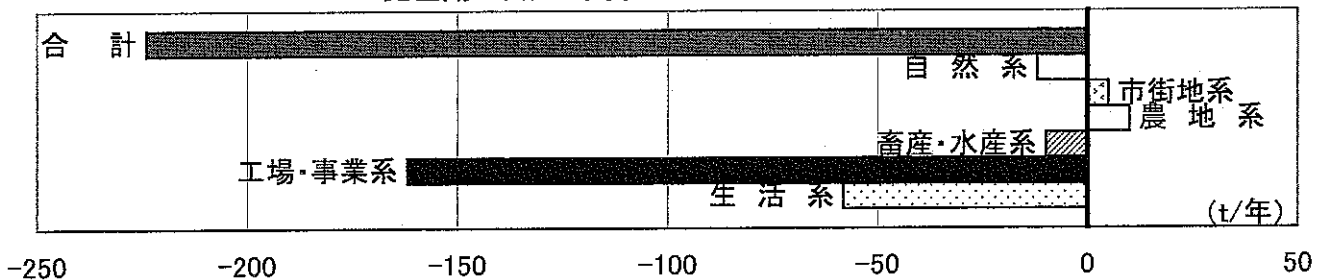 合 計
自 然 系
市街地系
農 地 系
畜産・水産系
工場・事業系
生 活 系
(t/年)
-250 -200 -150 -100 -50 0 50